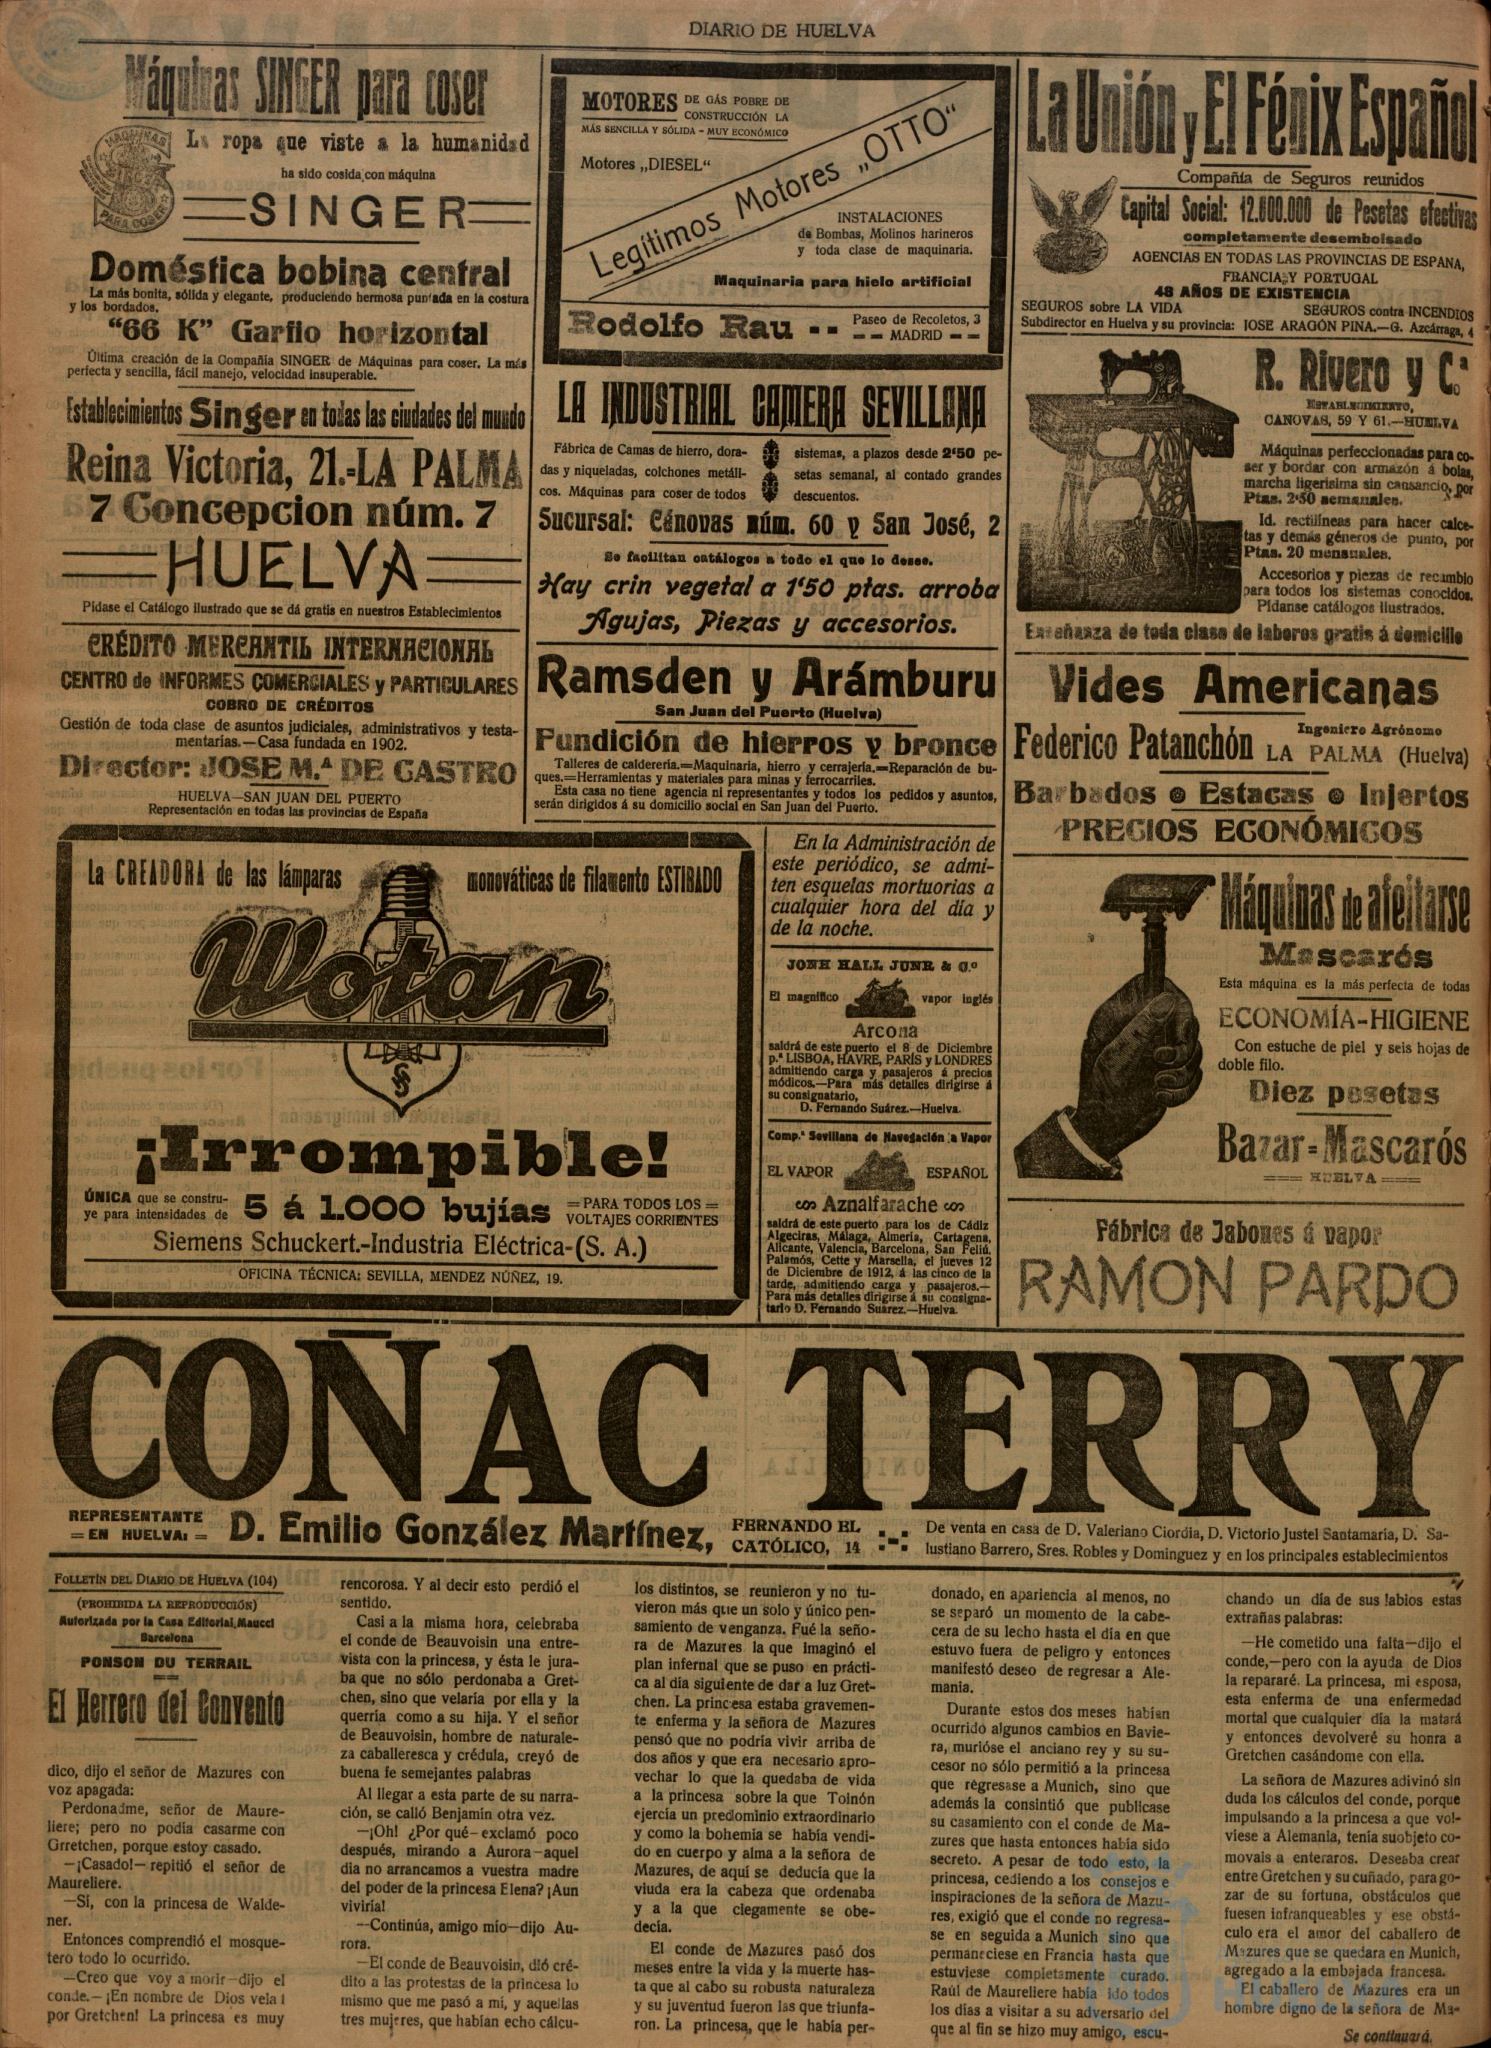 DIARIO DE HUELVA
Máquinas SINGER para coser
MAQUINAS
SINGER
PARA COSER
La ropa que viste a la humanidad
ha sido cosida con máquina
SINGER
Doméstica bobina central
La más bonita, sólida y elegante, produciendo hermosa puntada en la costura
y los bordados.
"66 K" Garfio horizontal
Última creación de la Compañía SINGER de Máquinas para coser. La más
perfecta y sencilla, fácil manejo, velocidad insuperable.
Establecimientos Singer en todas las ciudades del mundo
Reina Victoria, 21.=LA PALMA
7 Concepcion núm. 7
HUELVA
Pídase el Catálogo ilustrado que se dá gratis en nuestros Establecimientos
CRÉDITO MERCANTIL INTERNACIONAL
CENTRO de INFORMES COMERCIALES y PARTICULARES
COBRO DE CRÉDITOS
Gestión de toda clase de asuntos judiciales, administrativos y testa-
mentarías.—Casa fundada en 1902.
Director: JOSE M.ª DE CASTRO
HUELVA—SAN JUAN DEL PUERTO
Representación en todas las provincias de España
MOTORES DE GÁS POBRE DE
CONSTRUCCIÓN LA
MÁS SENCILLA Y SÓLIDA - MUY ECONÓMICO
Motores „DIESEL“
Legítimos Motores „OTTO“
INSTALACIONES
de Bombas, Molinos harineros
y toda clase de maquinaria.
Maquinaria para hielo artificial
Rodolfo Rau -- Paseo de Recoletos, 3
-- MADRID --
LA INDUSTRIAL CAMERA SEVILLANA
Fábrica de Camas de hierro, dora-
das y niqueladas, colchones metáli-
cos. Máquinas para coser de todos
sistemas, a plazos desde 2'50 pe-
setas semanal, al contado grandes
descuentos.
Sucursal: Cánovas núm. 60 y San José, 2
Se facilitan catálogos a todo el que lo desee.
Hay crin vegetal a 1'50 ptas. arroba
Agujas, Piezas y accesorios.
Ramsden y Arámburu
San Juan del Puerto (Huelva)
Fundición de hierros y bronce
Talleres de calderería.=Maquinaria, hierro y cerrajería.=Reparación de bu-
ques.=Herramientas y materiales para minas y ferrocarriles.
Esta casa no tiene agencia ni representantes y todos los pedidos y asuntos,
serán dirigidos á su domicilio social en San Juan del Puerto.
La Unión y El Fénix Español
Compañía de Seguros reunidos
Capital Social: 12.000.000 de Pesetas efectivas
completamente desembolsado
AGENCIAS EN TODAS LAS PROVINCIAS DE ESPAÑA,
FRANCIA Y PORTUGAL
48 AÑOS DE EXISTENCIA
SEGUROS sobre LA VIDA SEGUROS contra INCENDIOS
Subdirector en Huelva y su provincia: JOSE ARAGÓN PINA.—G. Azcárraga, 4
R. Rivero y C.ª
ESTABLECIMIENTO,
CANOVAS, 59 Y 61.—HUELVA
Máquinas perfeccionadas para co-
ser y bordar con armazón á bolas,
marcha ligerísima sin cansancio, por
Ptas. 2'50 semanales.
Id. rectilíneas para hacer calce-
tas y demás géneros de punto, por
Ptas. 20 mensuales.
Accesorios y piezas de recambio
para todos los sistemas conocidos.
Pídanse catálogos ilustrados.
Enseñanza de toda clase de labores gratis á domicilio
Vides Americanas
Federico Patanchón Ingeniero Agrónomo
LA PALMA (Huelva)
Barbados Estacas Injertos
PRECIOS ECONÓMICOS
La CREADORA de las lámparas monováticas de filamento ESTIRADO
Wotan
¡Irrompible!
ÚNICA que se constru-
ye para intensidades de
5 á 1.000 bujías
=PARA TODOS LOS=
VOLTAJES CORRIENTES
Siemens Schuckert.-Industria Eléctrica-(S. A.)
OFICINA TÉCNICA: SEVILLA, MENDEZ NÚÑEZ, 19.
En la Administración de
este periódico, se admi-
ten esquelas mortuorias a
cualquier hora del día y
de la noche.
JONH HALL JUNR & C.º
El magnífico vapor inglés
Arcona
saldrá de este puerto el 8 de Diciembre
p.ª LISBOA, HAVRE, PARÍS y LONDRES
admitiendo carga y pasajeros á precios
módicos.—Para más detalles dirigirse á
su consignatario,
D. Fernando Suárez.—Huelva.
Comp.ª Sevillana de Navegación a Vapor
EL VAPOR ESPAÑOL
Aznalfarache
saldrá de este puerto para los de Cádiz
Algeciras, Málaga, Almería, Cartagena,
Alicante, Valencia, Barcelona, San Feliú,
Palamós, Cette y Marsella, el jueves 12
de Diciembre de 1912, á las cinco de la
tarde, admitiendo carga y pasajeros.—
Para más detalles dirigirse á su consigna-
tario D. Fernando Suárez.—Huelva.
Máquinas de afeitarse
Mascarós
Esta máquina es la más perfecta de todas
ECONOMÍA-HIGIENE
Con estuche de piel y seis hojas de
doble filo.
Diez pesetas
Bazar=Mascarós
=== HUELVA ===
Fábrica de Jabones á vapor
RAMON PARDO
COÑAC TERRY
REPRESENTANTE
= EN HUELVA: =
D. Emilio González Martínez,
FERNANDO EL
CATÓLICO, 14
De venta en casa de D. Valeriano Ciordia, D. Victorio Justel Santamaría, D. Sa-
lustiano Barrero, Sres. Robles y Dominguez y en los principales establecimientos
FOLLETÍN DEL DIARIO DE HUELVA (104)
(PROHIBIDA LA REPRODUCCIÓN)
Autorizada por la Casa Editorial, Maucci
Barcelona
PONSON DU TERRAIL
El Herrero del Convento
dico, dijo el señor de Mazures con
voz apagada:
Perdonadme, señor de Maure-
liere; pero no podía casarme con
Grretchen, porque estoy casado.
—¡Casado!— repitió el señor de
Maureliere.
—Sí, con la princesa de Walde-
ner.
Entonces comprendió el mosque-
tero todo lo ocurrido.
—Creo que voy a morir—dijo el
conde.—¡En nombre de Dios vela i
por Gretchen! La princesa es muy
rencorosa. Y al decir esto perdió el
sentido.
Casi a la misma hora, celebraba
el conde de Beauvoisin una entre-
vista con la princesa, y ésta le jura-
ba que no sólo perdonaba a Gret-
chen, sino que velaría por ella y la
querría como a su hija. Y el señor
de Beauvoisin, hombre de naturale-
za caballeresca y crédula, creyó de
buena fe semejantes palabras
Al llegar a esta parte de su narra-
ción, se calló Benjamín otra vez.
—¡Oh! ¿Por qué—exclamó poco
después, mirando a Aurora—aquel
dia no arrancamos a vuestra madre
del poder de la princesa Elena? ¡Aun
viviría!
—Continúa, amigo mío—dijo Au-
rora.
—El conde de Beauvoisin, dió cré-
dito a las protestas de la princesa lo
mismo que me pasó a mí, y aquellas
tres mujeres, que habían echo cálcu-
los distintos, se reunieron y no tu-
vieron más que un solo y único pen-
samiento de venganza. Fué la seño-
ra de Mazures la que imaginó el
plan infernal que se puso en prácti-
ca al día siguiente de dar a luz Gret-
chen. La princesa estaba gravemen-
te enferma y la señora de Mazures
pensó que no podría vivir arriba de
dos años y que era necesario apro-
vechar lo que la quedaba de vida
a la princesa sobre la que Toinón
ejercía un predominio extraordinario
y como la bohemia se había vendi-
do en cuerpo y alma a la señora de
Mazures, de aquí se deducía que la
viuda era la cabeza que ordenaba
y a la que ciegamente se obe-
decía.
El conde de Mazures pasó dos
meses entre la vida y la muerte has-
ta que al cabo su robusta naturaleza
y su juventud fueron las que triunfa-
ron. La princesa, que le había per-
donado, en apariencia al menos, no
se separó un momento de la cabe-
cera de su lecho hasta el día en que
estuvo fuera de peligro y entonces
manifestó deseo de regresar a Ale-
mania.
Durante estos dos meses habían
ocurrido algunos cambios en Bavie-
ra, murióse el anciano rey y su su-
cesor no sólo permitió a la princesa
que regresase a Munich, sino que
además la consintió que publicase
su casamiento con el conde de Ma-
zures que hasta entonces había sido
secreto. A pesar de todo esto, la
princesa, cediendo a los consejos e
inspiraciones de la señora de Mazu-
res, exigió que el conde no regresa-
se en seguida a Munich sino que
permaneciese en Francia hasta que
estuviese completamente curado.
Raúl de Maureliere había ido todos
los días a visitar a su adversario del
que al fin se hizo muy amigo, escu-
chando un día de sus labios estas
extrañas palabras:
—He cometido una falta—dijo el
conde,—pero con la ayuda de Dios
la repararé. La princesa, mi esposa,
esta enferma de una enfermedad
mortal que cualquier día la matará
y entonces devolveré su honra a
Gretchen casándome con ella.
La señora de Mazures adivinó sin
duda los cálculos del conde, porque
impulsando a la princesa a que vol-
viese a Alemania, tenía suobjeto co-
movais a enteraros. Deseaba crear
entre Gretchen y su cuñado, para go-
zar de su fortuna, obstáculos que
fuesen infranqueables y ese obstá-
culo era el amor del caballero de
Mazures que se quedara en Munich,
agregado a la embajada francesa.
El caballero de Mazures era un
hombre digno de la señora de Ma-
Se continuará.